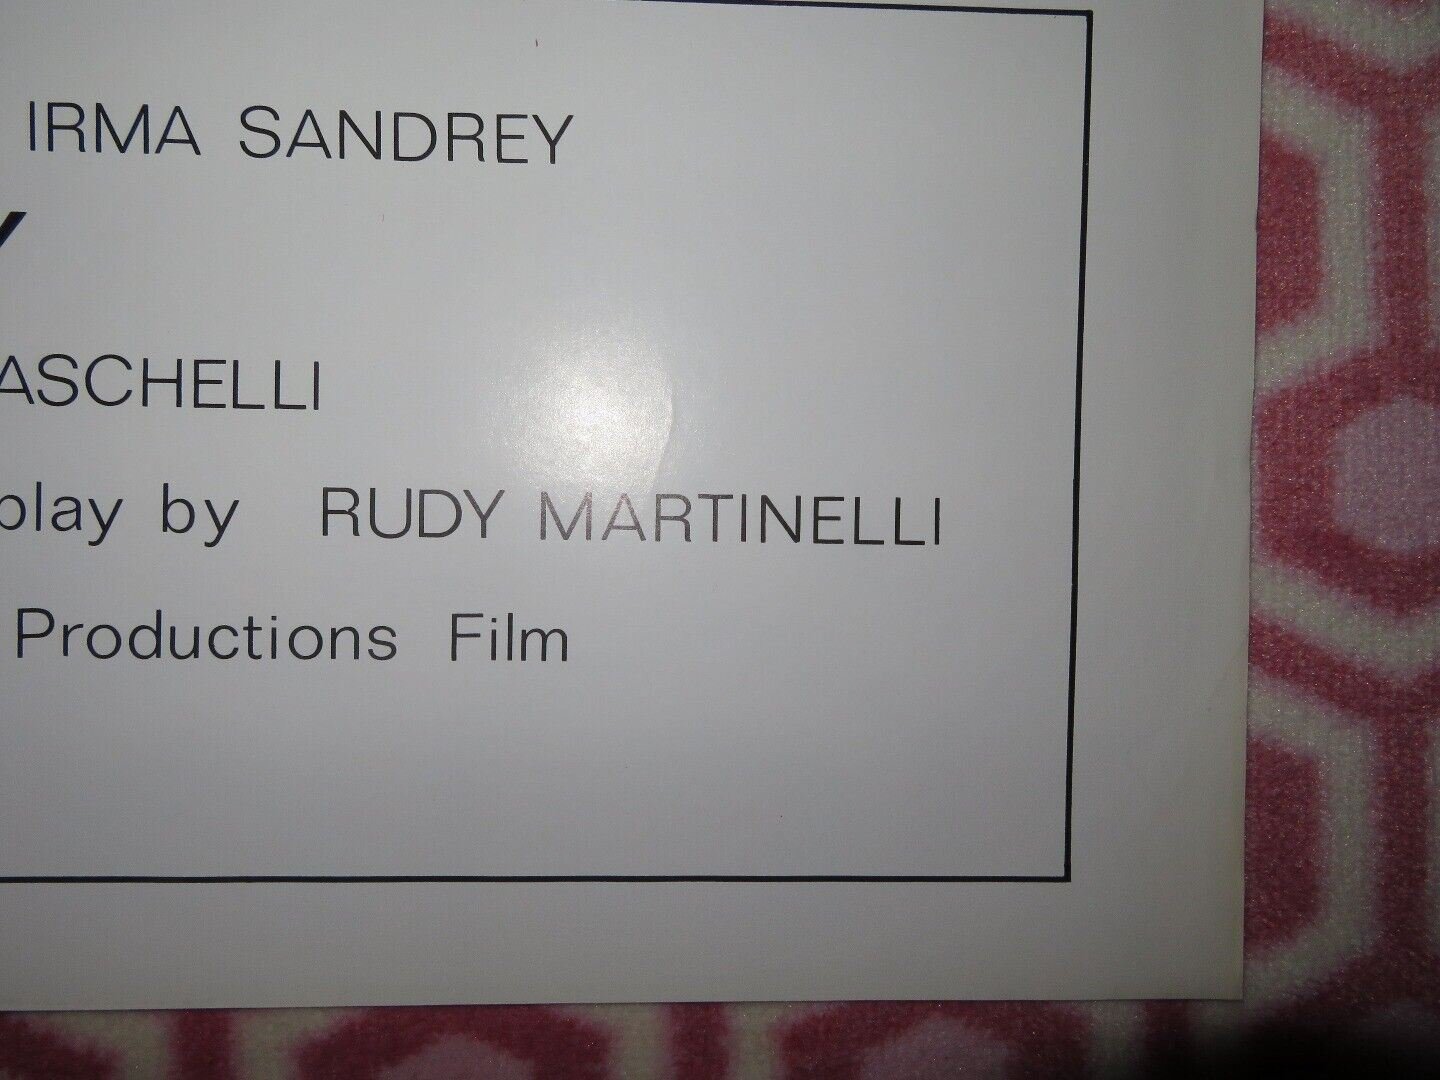 IRMA SANDREY
Y
ASCHELLI
play by RUDY MARTINELLI
Productions Film